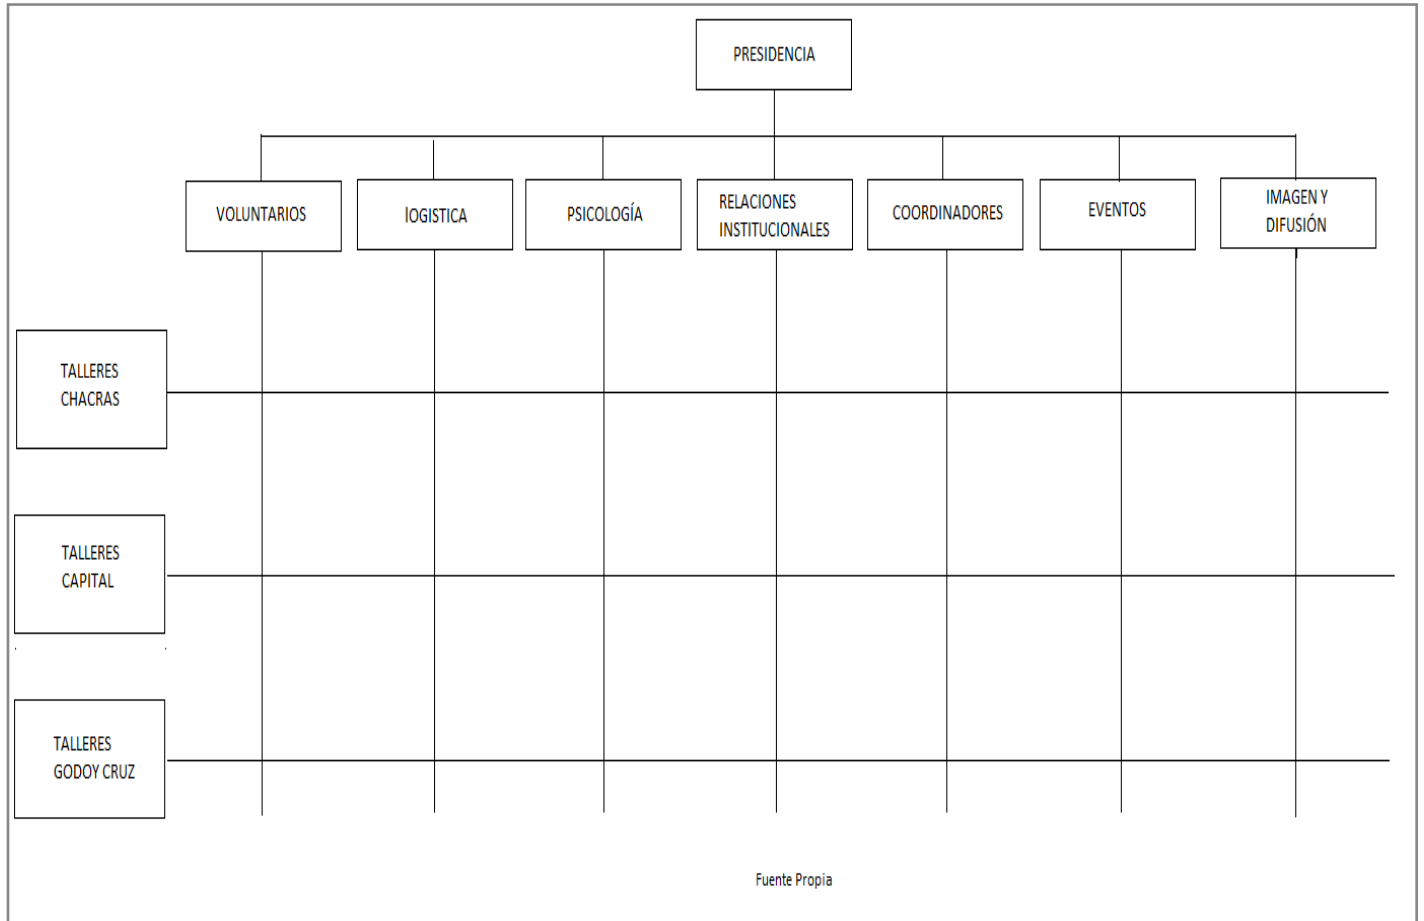 PRESIDENCIA
VOLUNTARIOS
lOGISTICA
PSICOLOGÍA
RELACIONES
INSTITUCIONALES
COORDINADORES
EVENTOS
IMAGEN Y
DIFUSIÓN
TALLERES
CHACRAS
TALLERES
CAPITAL
TALLERES
GODOY CRUZ
Fuente Propia